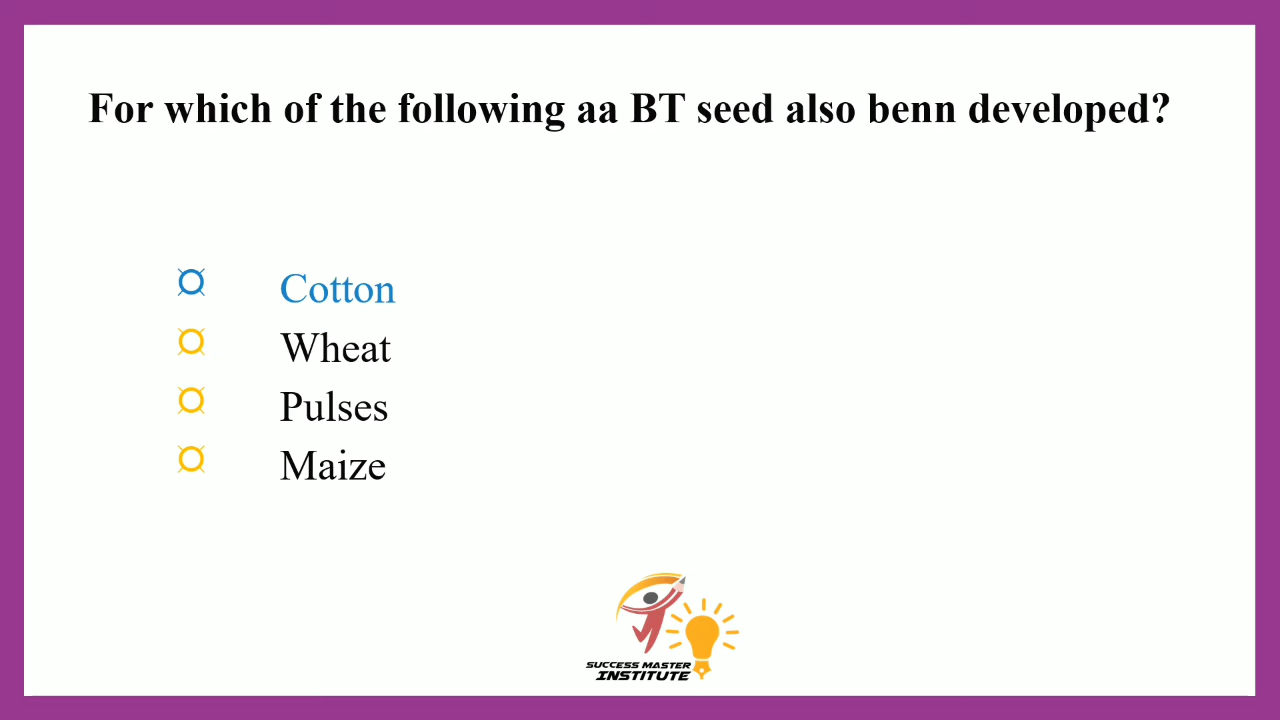 For which of the following aa BT seed also benn developed?
¤ Cotton
¤ Wheat
¤ Pulses
¤ Maize
SUCCESS MASTER
INSTITUTE